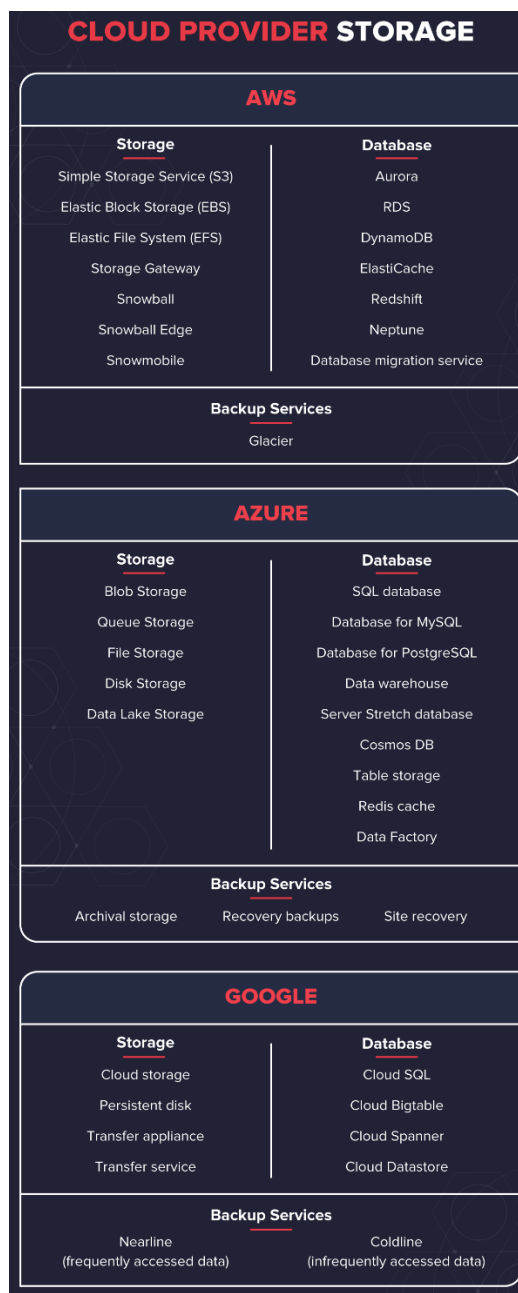 CLOUD PROVIDER STORAGE
AWS
Storage
Simple Storage Service (S3)
Elastic Block Storage (EBS)
Elastic File System (EFS)
Storage Gateway
Snowball
Snowball Edge
Snowmobile
Database
Aurora
RDS
DynamoDB
ElastiCache
Redshift
Neptune
Database migration service
Backup Services
Glacier
AZURE
Storage
Blob Storage
Queue Storage
File Storage
Disk Storage
Data Lake Storage
Database
SQL database
Database for MySQL
Database for PostgreSQL
Data warehouse
Server Stretch database
Cosmos DB
Table storage
Redis cache
Data Factory
Backup Services
Archival storage
Recovery backups
Site recovery
GOOGLE
Storage
Cloud storage
Persistent disk
Transfer appliance
Transfer service
Database
Cloud SQL
Cloud Bigtable
Cloud Spanner
Cloud Datastore
Backup Services
Nearline
(frequently accessed data)
Coldline
(infrequently accessed data)